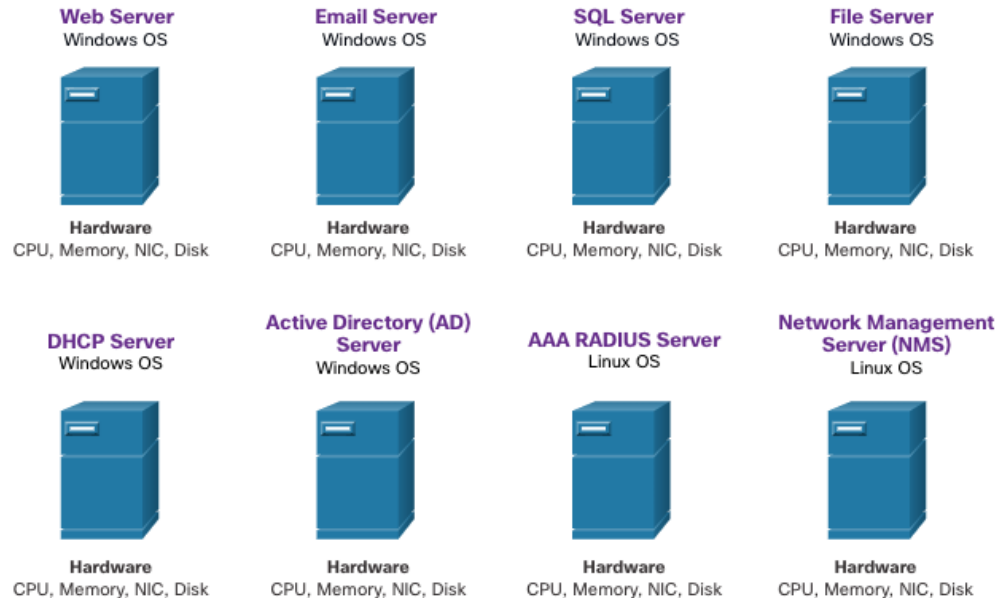 Web Server
Windows OS
Hardware
CPU, Memory, NIC, Disk
Email Server
Windows OS
Hardware
CPU, Memory, NIC, Disk
SQL Server
Windows OS
Hardware
CPU, Memory, NIC, Disk
File Server
Windows OS
Hardware
CPU, Memory, NIC, Disk
DHCP Server
Windows OS
Hardware
CPU, Memory, NIC, Disk
Active Directory (AD)
Server
Windows OS
Hardware
CPU, Memory, NIC, Disk
AAA RADIUS Server
Linux OS
Hardware
CPU, Memory, NIC, Disk
Network Management
Server (NMS)
Linux OS
Hardware
CPU, Memory, NIC, Disk